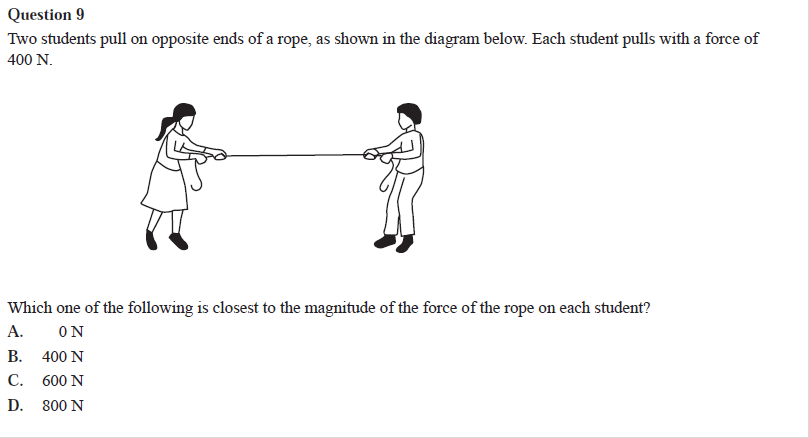 Question 9
Two students pull on opposite ends of a rope, as shown in the diagram below. Each student pulls with a force of
400 N.
Which one of the following is closest to the magnitude of the force of the rope on each student?
A. 0 N
B. 400 N
C. 600 N
D. 800 N